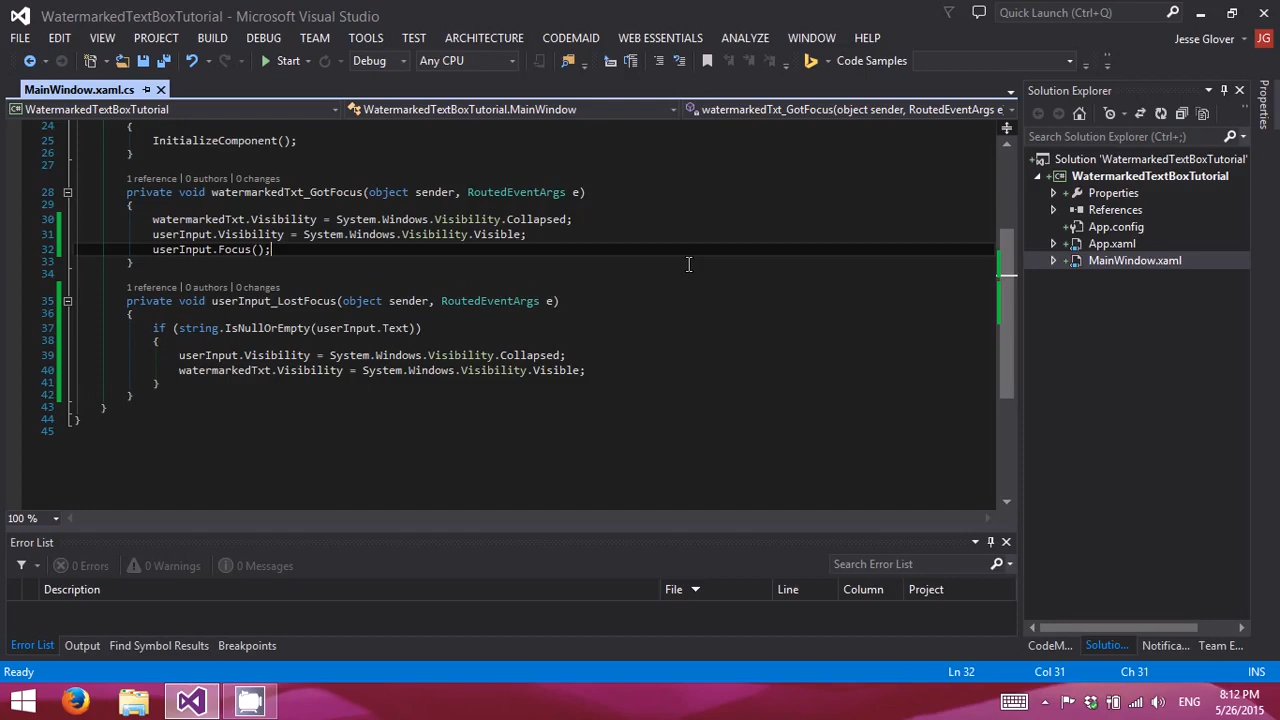 WatermarkedTextBoxTutorial - Microsoft Visual Studio
Quick Launch (Ctrl+Q)
FILE EDIT VIEW PROJECT BUILD DEBUG TEAM TOOLS TEST ARCHITECTURE CODEMAID WEB ESSENTIALS ANALYZE WINDOW HELP
Jesse Glover JG
Start Debug Any CPU Code Samples
MainWindow.xaml.cs
WatermarkedTextBoxTutorial WatermarkedTextBoxTutorial.MainWindow watermarkedTxt_GotFocus(object sender, RoutedEventArgs e
24 {
25 InitializeComponent();
26 }
27
1 reference | 0 authors | 0 changes
28 private void watermarkedTxt_GotFocus(object sender, RoutedEventArgs e)
29 {
30 watermarkedTxt.Visibility = System.Windows.Visibility.Collapsed;
31 userInput.Visibility = System.Windows.Visibility.Visible;
32 userInput.Focus();
33 }
34
1 reference | 0 authors | 0 changes
35 private void userInput_LostFocus(object sender, RoutedEventArgs e)
36 {
37 if (string.IsNullOrEmpty(userInput.Text))
38 {
39 userInput.Visibility = System.Windows.Visibility.Collapsed;
40 watermarkedTxt.Visibility = System.Windows.Visibility.Visible;
41 }
42 }
43 }
44 }
45
100 %
Solution Explorer
Search Solution Explorer (Ctrl+;)
Solution 'WatermarkedTextBoxTutorial'
WatermarkedTextBoxTutorial
Properties
References
App.config
App.xaml
MainWindow.xaml
Toolbox
Error List
0 Errors 0 Warnings 0 Messages
Search Error List
Description File Line Column Project
Error List Output Find Symbol Results Breakpoints
CodeM... Solutio... Notifica... Team E...
Ready Ln 32 Col 31 Ch 31 INS
ENG
8:12 PM
5/26/2015